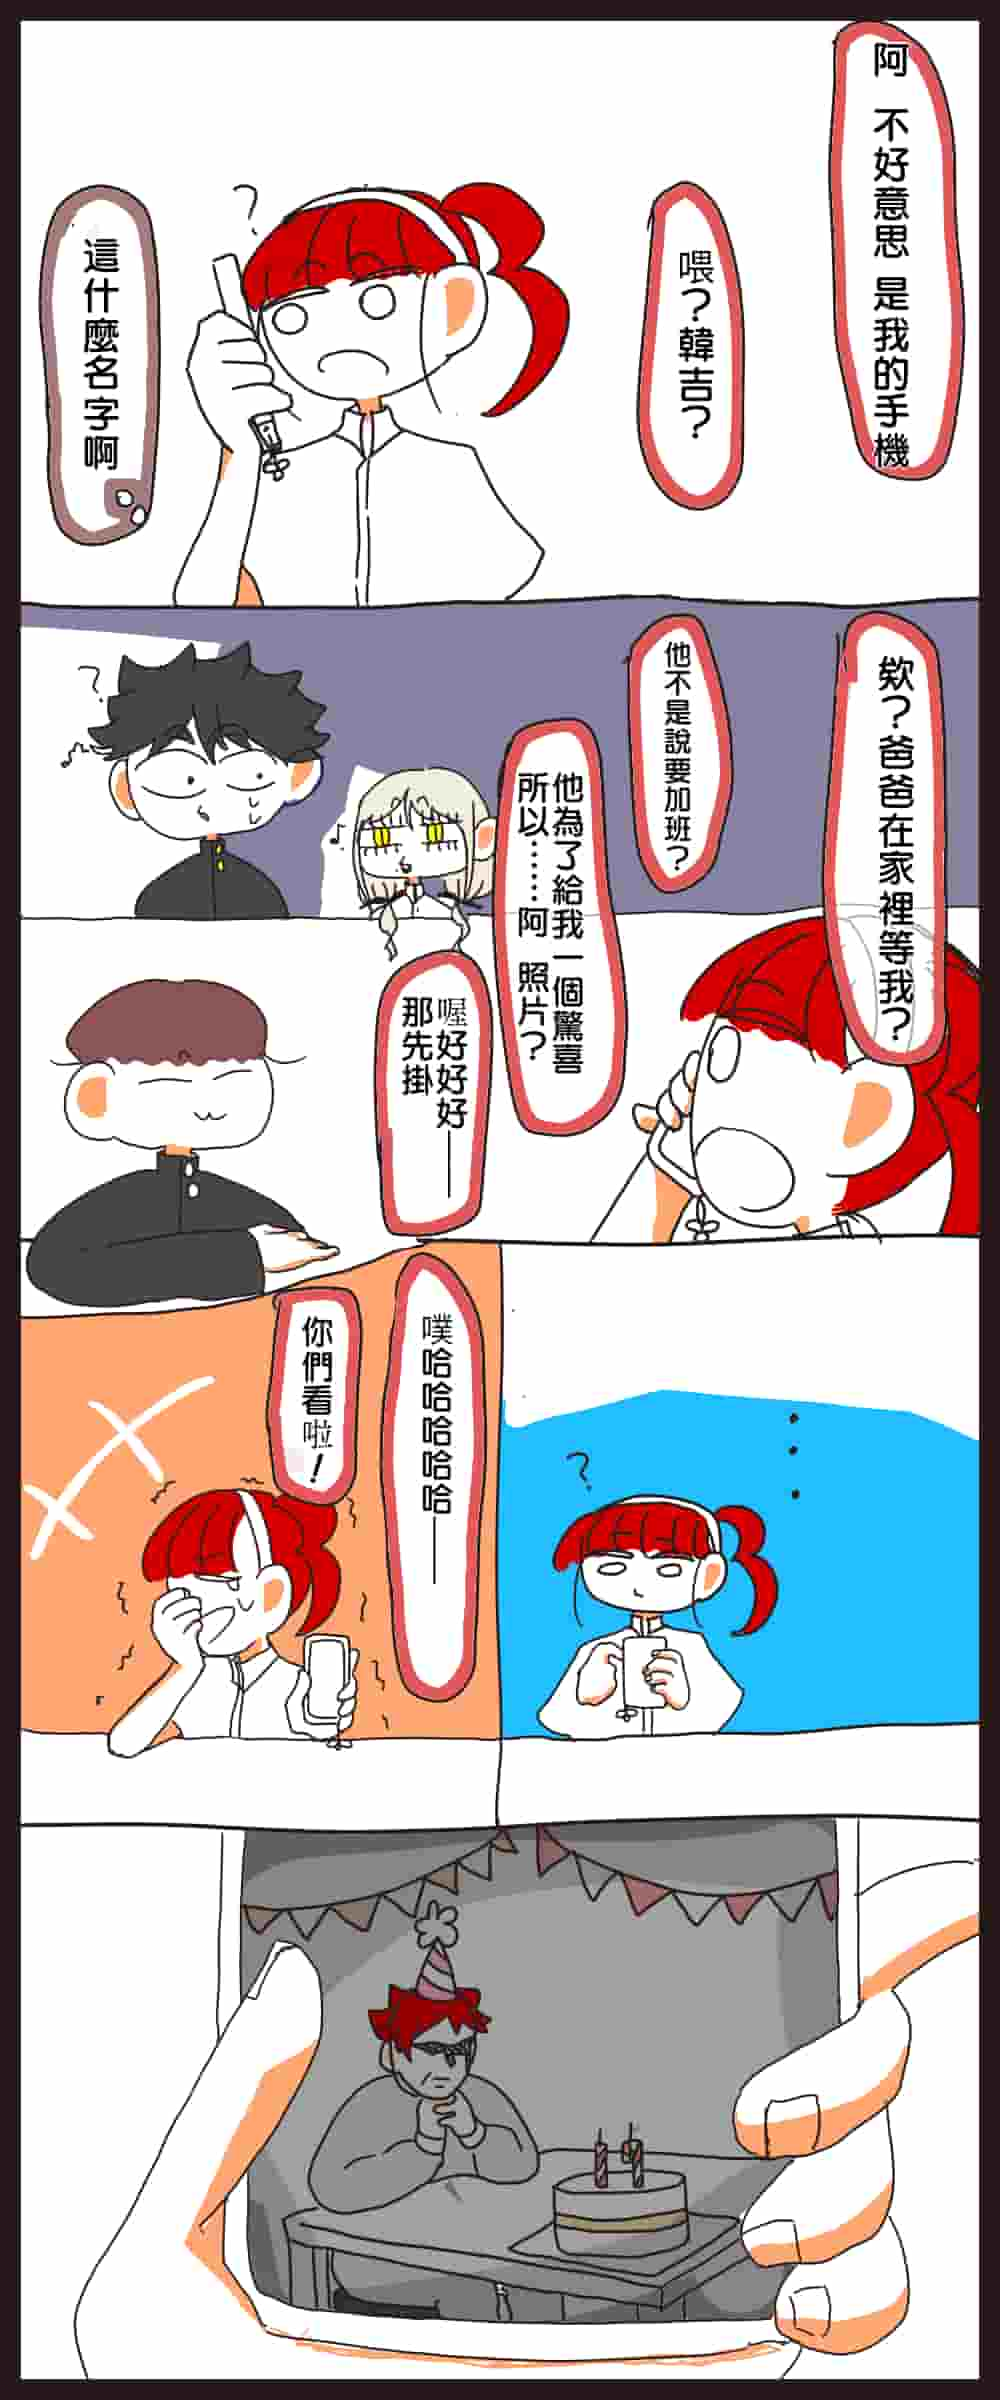 阿 不好意思 是我的手機
喂？韓吉？
這什麼名字啊
欸？爸爸在家裡等我？
他不是說要加班？
他為了給我一個驚喜
所以……阿 照片？
喔好好好——
那先掛
？
？
...
？
噗哈哈哈哈哈——
你們看啦！